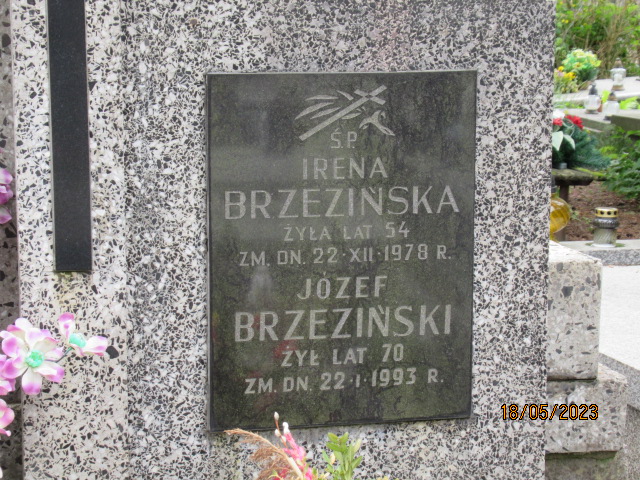 Ś.P.
IRENA
BRZEZIŃSKA
ŻYŁA LAT 54
ZM. DN. 22·XII·1978 R.
JÓZEF
BRZEZIŃSKI
ŻYŁ LAT 70
ZM. DN. 22·I·1993 R.
18/05/2023